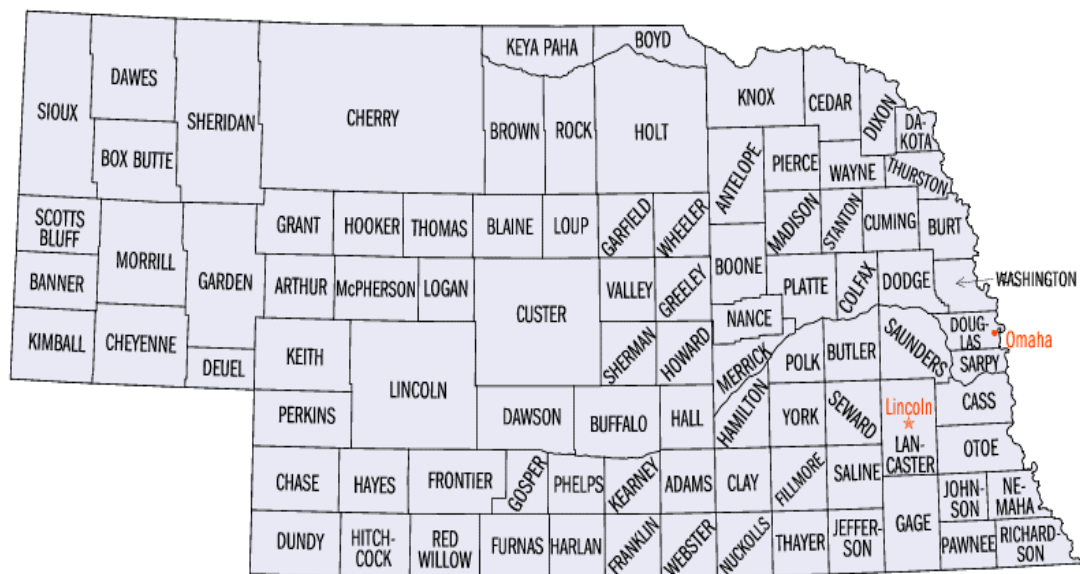 KEYA PAHA
BOYD
SIOUX
DAWES
SHERIDAN
CHERRY
BROWN
ROCK
HOLT
KNOX
CEDAR
DIXON
DA-
KOTA
BOX BUTTE
ANTELOPE
PIERCE
WAYNE
THURSTON
SCOTTS
BLUFF
MORRILL
GARDEN
GRANT
HOOKER
THOMAS
BLAINE
LOUP
GARFIELD
WHEELER
BOONE
MADISON
STANTON
CUMING
BURT
BANNER
ARTHUR
McPHERSON
LOGAN
CUSTER
VALLEY
GREELEY
PLATTE
COLFAX
DODGE
WASHINGTON
KIMBALL
CHEYENNE
DEUEL
KEITH
LINCOLN
SHERMAN
HOWARD
NANCE
MERRICK
POLK
BUTLER
SAUNDERS
DOUG-
LAS
Omaha
SARPY
PERKINS
DAWSON
BUFFALO
HALL
HAMILTON
YORK
SEWARD
Lincoln
LAN-
CASTER
CASS
OTOE
CHASE
HAYES
FRONTIER
GOSPER
PHELPS
KEARNEY
ADAMS
CLAY
FILLMORE
SALINE
GAGE
JOHN-
SON
NE-
MAHA
DUNDY
HITCH-
COCK
RED
WILLOW
FURNAS
HARLAN
FRANKLIN
WEBSTER
NUCKOLLS
THAYER
JEFFER-
SON
PAWNEE
RICHARD-
SON